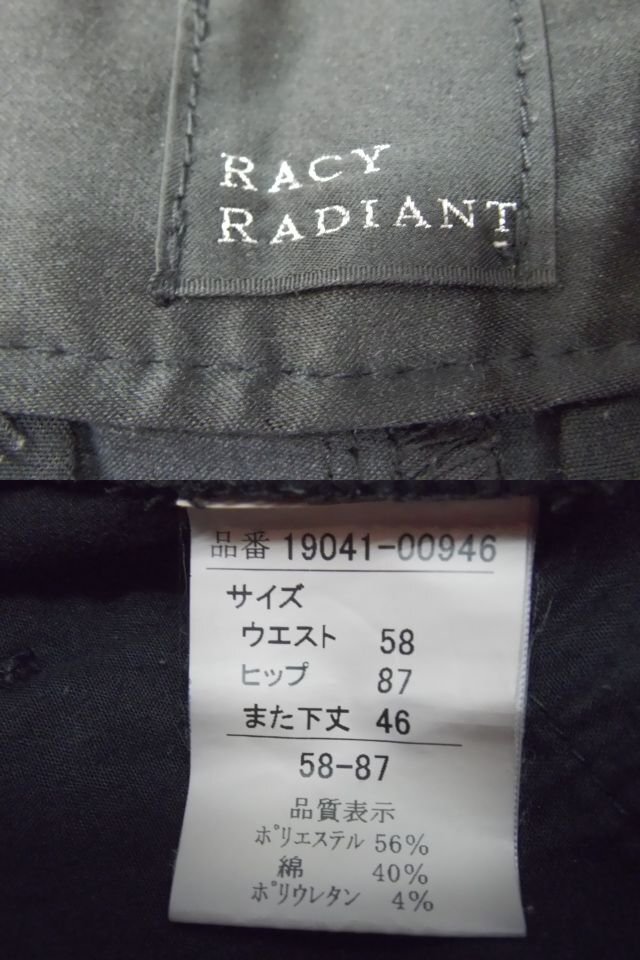 RACY
RADIANT
品番 19041-00946
サイズ
ウエスト 58
ヒップ 87
また下丈 46
58-87
品質表示
ﾎﾟﾘｴｽﾃﾙ 56%
綿 40%
ﾎﾟﾘｳﾚﾀﾝ 4%